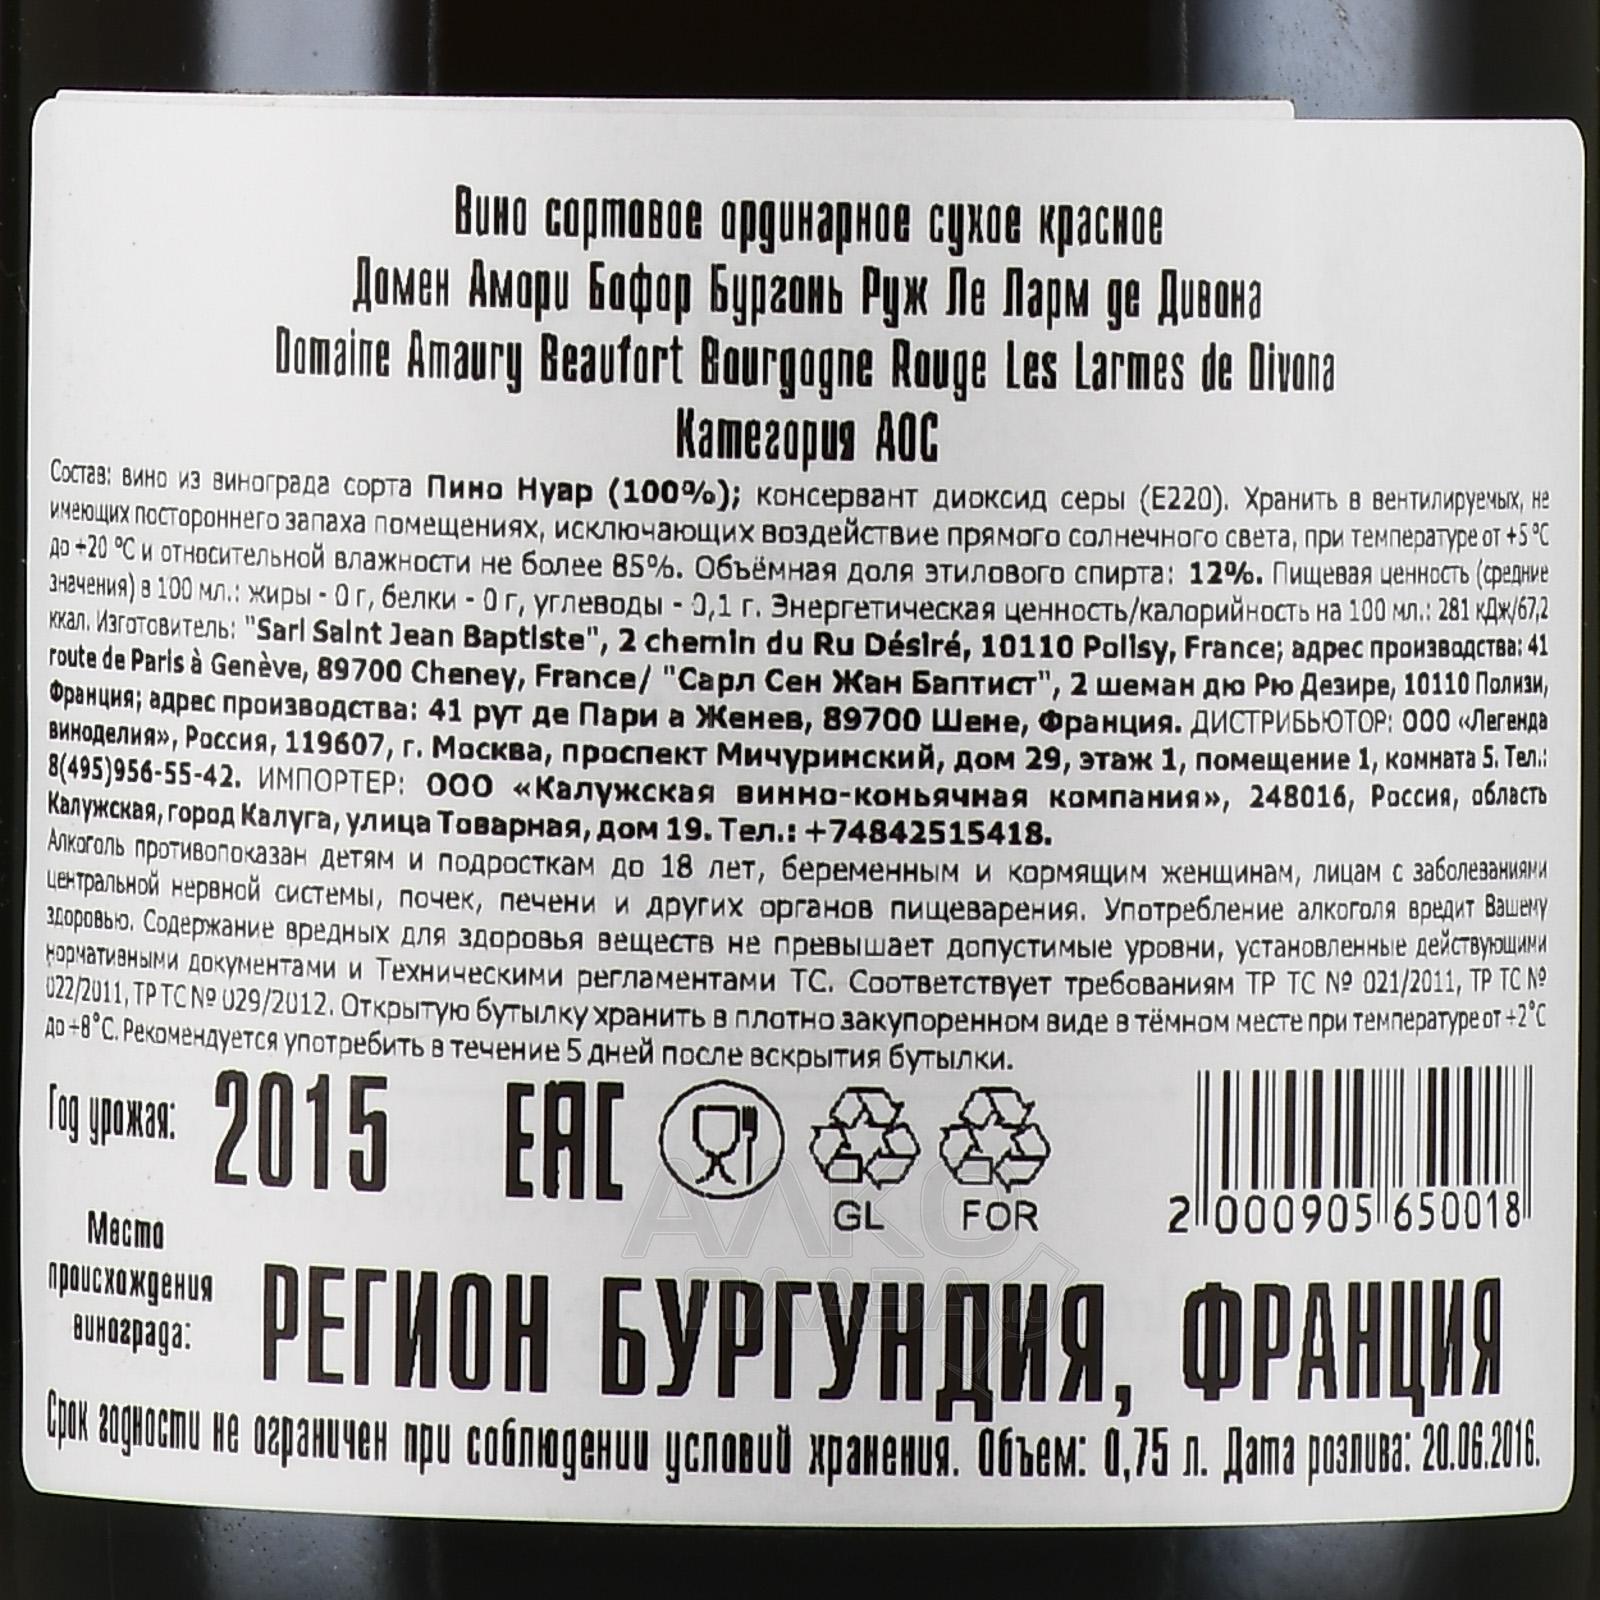 Вино сортовое ординарное сухое красное
Домен Амори Бофор Бургонь Руж Ле Ларм де Дивона
Domaine Amaury Beaufort Bourgogne Rouge Les Larmes de Divona
Категория АОС
Состав: вино из винограда сорта Пино Нуар (100%); консервант диоксид серы (Е220). Хранить в вентилируемых, не
имеющих постороннего запаха помещениях, исключающих воздействие прямого солнечного света, при температуре от +5 °С
до +20 °С и относительной влажности не более 85%. Объёмная доля этилового спирта: 12%. Пищевая ценность (средние
значения) в 100 мл.: жиры - 0 г, белки - 0 г, углеводы - 0,1 г. Энергетическая ценность/калорийность на 100 мл.: 281 кДж/67,2
ккал. Изготовитель: "Sarl Saint Jean Baptiste", 2 chemin du Ru Désiré, 10110 Polisy, France; адрес производства: 41
route de Paris à Genève, 89700 Cheney, France/ "Сарл Сен Жан Баптист", 2 шеман дю Рю Дезире, 10110 Полизи,
Франция; адрес производства: 41 рут де Пари а Женев, 89700 Шене, Франция. ДИСТРИБЬЮТОР: ООО «Легенда
виноделия», Россия, 119607, г. Москва, проспект Мичуринский, дом 29, этаж 1, помещение 1, комната 5. Тел.:
8(495)956-55-42. ИМПОРТЕР: ООО «Калужская винно-коньячная компания», 248016, Россия, область
Калужская, город Калуга, улица Товарная, дом 19. Тел.: +74842515418.
Алкоголь противопоказан детям и подросткам до 18 лет, беременным и кормящим женщинам, лицам с заболеваниями
центральной нервной системы, почек, печени и других органов пищеварения. Употребление алкоголя вредит Вашему
здоровью. Содержание вредных для здоровья веществ не превышает допустимые уровни, установленные действующими
нормативными документами и Техническими регламентами ТС. Соответствует требованиям ТР ТС № 021/2011, ТР ТС №
022/2011, ТР ТС № 029/2012. Открытую бутылку хранить в плотно закупоренном виде в тёмном месте при температуре от +2°С
до +8°С. Рекомендуется употребить в течение 5 дней после вскрытия бутылки.
Год урожая: 2015 EAC
GL FOR
2 000905 650018
Место
происхождения
винограда:
РЕГИОН БУРГУНДИЯ, ФРАНЦИЯ
Срок годности не ограничен при соблюдении условий хранения. Объем: 0,75 л. Дата розлива: 20.06.2016.
АЛКО
ПЛАЗА.ru